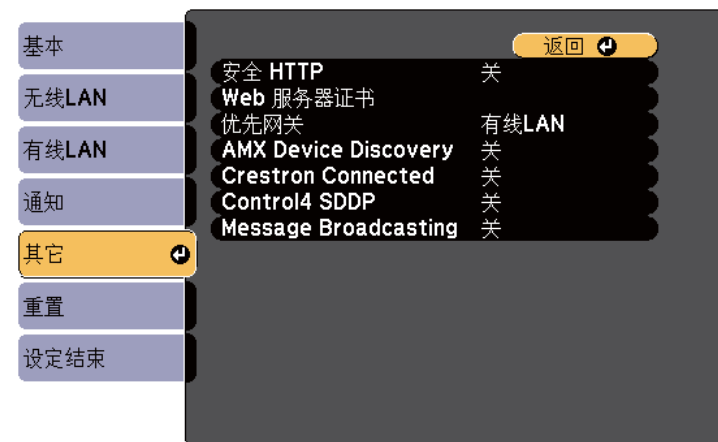 基本
无线LAN
有线LAN
通知
其它
重置
设定结束
返回
安全 HTTP 关
Web 服务器证书
优先网关 有线LAN
AMX Device Discovery 关
Crestron Connected 关
Control4 SDDP 关
Message Broadcasting 关